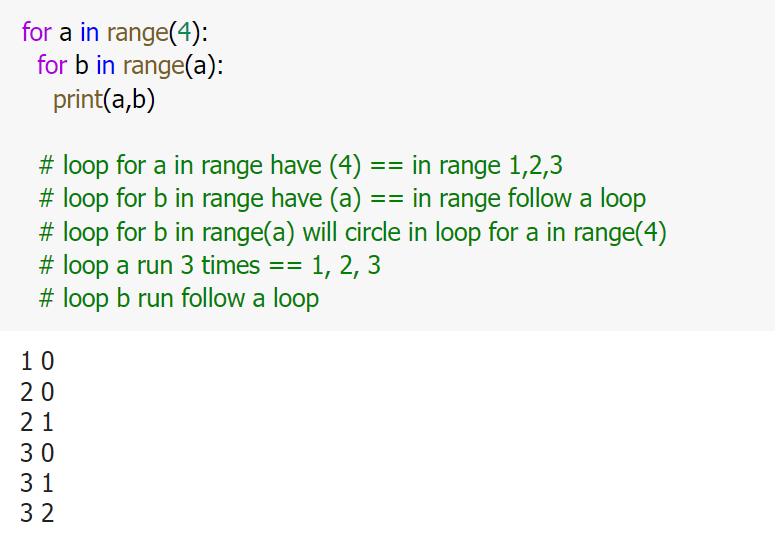 for a in range(4):
for b in range(a):
print(a,b)
# loop for a in range have (4) == in range 1,2,3
# loop for b in range have (a) == in range follow a loop
# loop for b in range(a) will circle in loop for a in range(4)
# loop a run 3 times == 1, 2, 3
# loop b run follow a loop
1 0
2 0
2 1
3 0
3 1
3 2